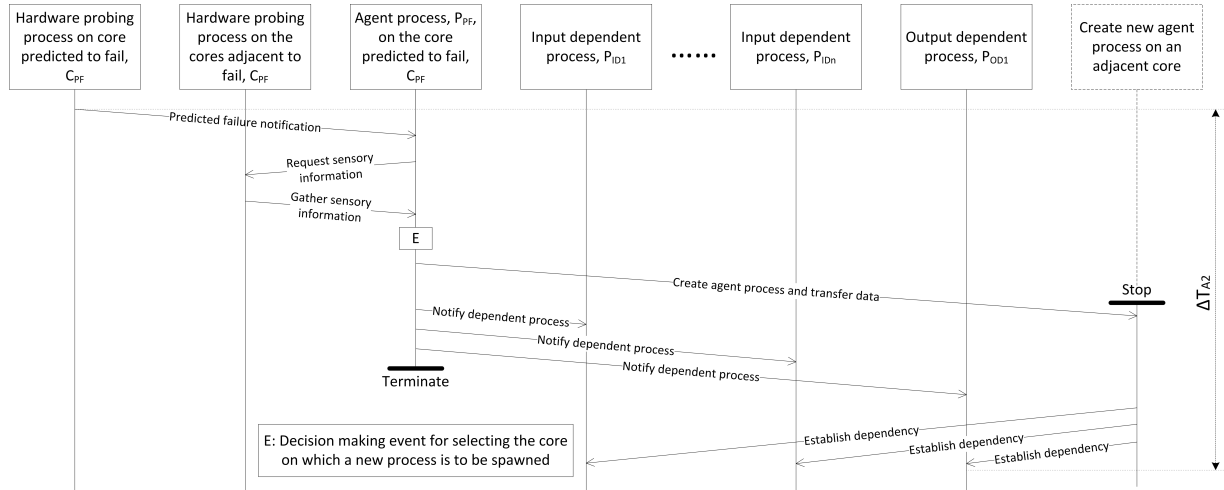 Hardware probing
process on core
predicted to fail,
CPF
Hardware probing
process on the
cores adjacent to
fail, CPF
Agent process, PPF,
on the core
predicted to fail,
CPF
Input dependent
process, PID1
Input dependent
process, PIDn
Output dependent
process, POD1
Create new agent
process on an
adjacent core
Predicted failure notification
Request sensory
information
Gather sensory
information
E
Create agent process and transfer data
Stop
ΔTA2
Notify dependent process
Notify dependent process
Notify dependent process
Terminate
Establish dependency
Establish dependency
Establish dependency
E: Decision making event for selecting the core
on which a new process is to be spawned